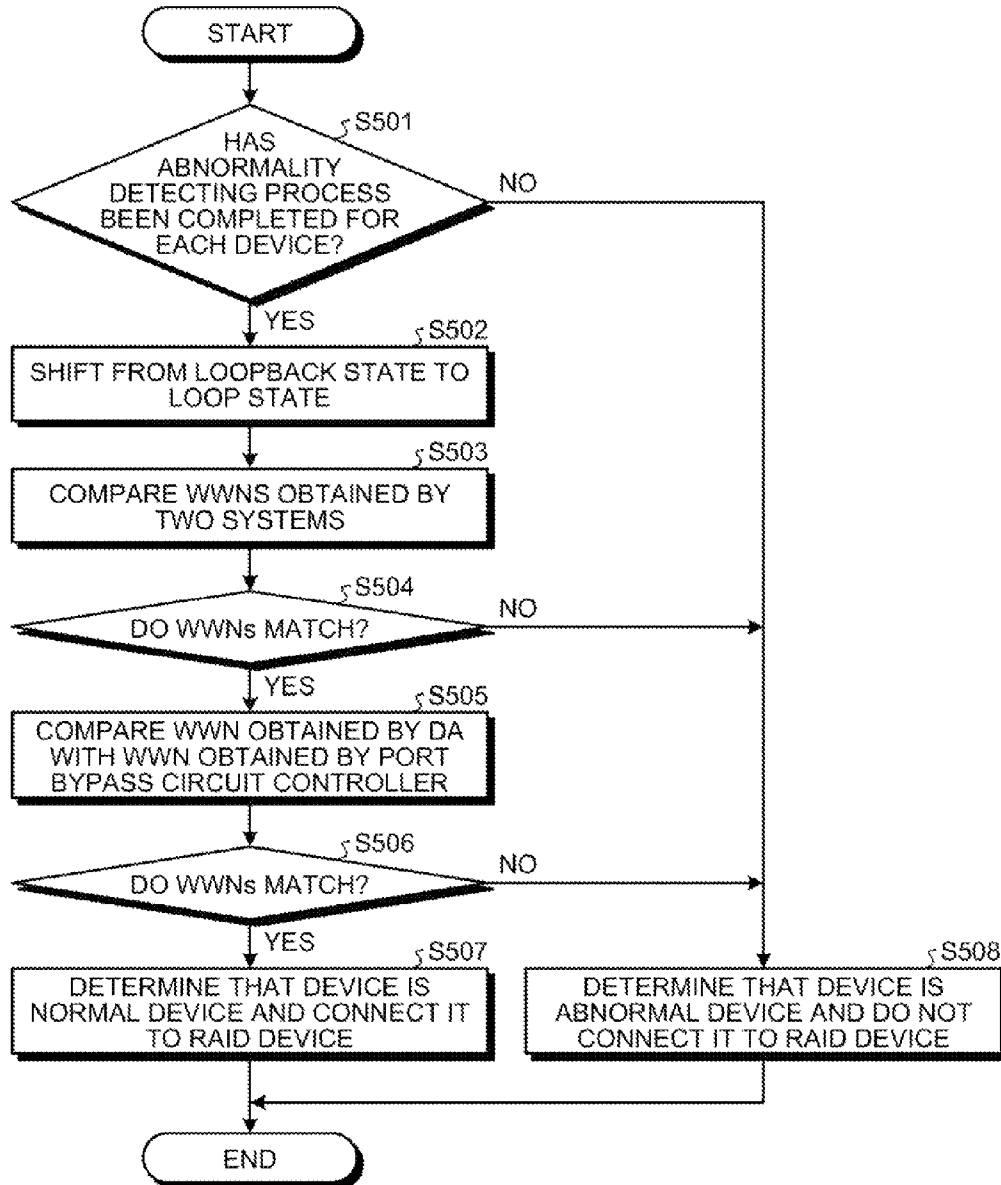 START
S501
HAS
ABNORMALITY
DETECTING PROCESS
BEEN COMPLETED FOR
EACH DEVICE?
NO
YES
S502
SHIFT FROM LOOPBACK STATE TO
LOOP STATE
S503
COMPARE WWNS OBTAINED BY
TWO SYSTEMS
S504
DO WWNs MATCH?
NO
YES
S505
COMPARE WWN OBTAINED BY DA
WITH WWN OBTAINED BY PORT
BYPASS CIRCUIT CONTROLLER
S506
DO WWNs MATCH?
NO
YES
S507
DETERMINE THAT DEVICE IS
NORMAL DEVICE AND CONNECT IT
TO RAID DEVICE
S508
DETERMINE THAT DEVICE IS
ABNORMAL DEVICE AND DO NOT
CONNECT IT TO RAID DEVICE
END